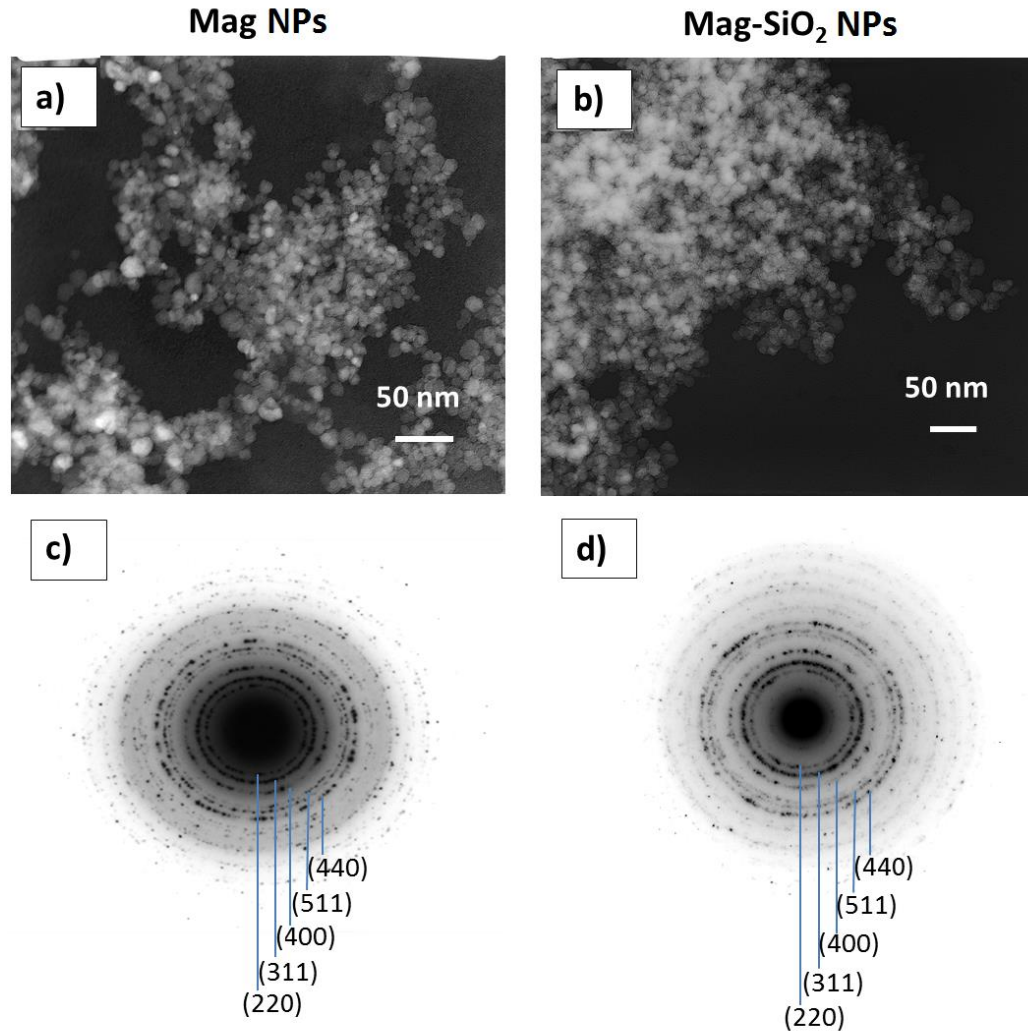 Mag NPs
Mag-SiO₂ NPs
a)
b)
50 nm
50 nm
c)
d)
(440)
(511)
(400)
(311)
(220)
(440)
(511)
(400)
(311)
(220)